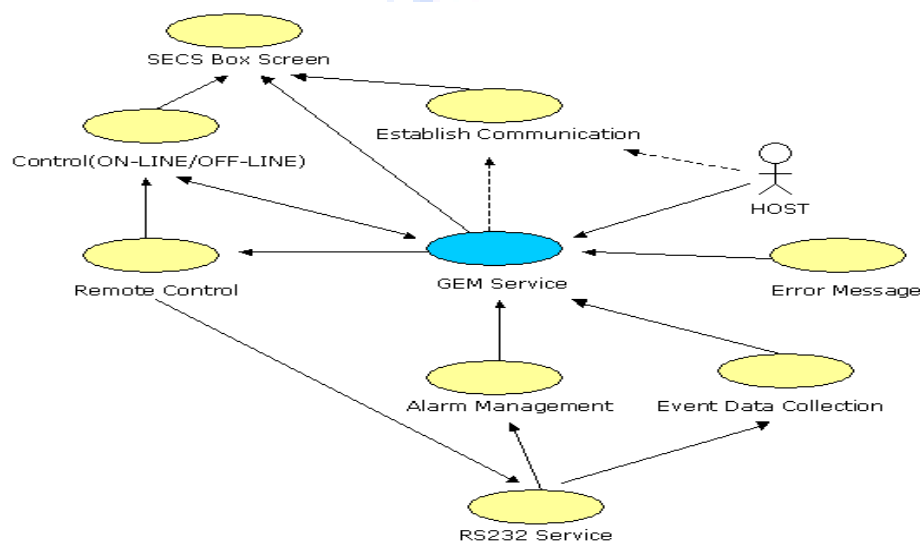 SECS Box Screen
Establish Communication
Control(ON-LINE/OFF-LINE)
HOST
GEM Service
Remote Control
Error Message
Alarm Management
Event Data Collection
RS232 Service